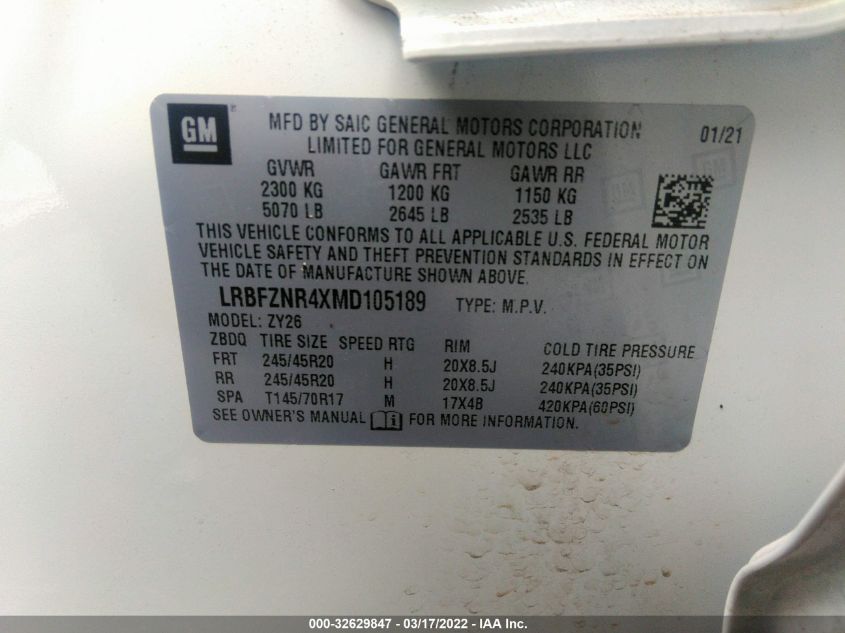 GM ® MFD BY SAIC GENERAL MOTORS CORPORATION 01/21
LIMITED FOR GENERAL MOTORS LLC
GVWR GAWR FRT GAWR RR
2300 KG 1200 KG 1150 KG
5070 LB 2645 LB 2535 LB
THIS VEHICLE CONFORMS TO ALL APPLICABLE U.S. FEDERAL MOTOR
VEHICLE SAFETY AND THEFT PREVENTION STANDARDS IN EFFECT ON
THE DATE OF MANUFACTURE SHOWN ABOVE.
LRBFZNR4XMD105189 TYPE: M.P.V.
MODEL: ZY26
ZBDQ TIRE SIZE SPEED RTG RIM COLD TIRE PRESSURE
FRT 245/45R20 H 20X8.5J 240KPA(35PSI)
RR 245/45R20 H 20X8.5J 240KPA(35PSI)
SPA T145/70R17 M 17X4B 420KPA(60PSI)
SEE OWNER'S MANUAL FOR MORE INFORMATION.
000-32629847 - 03/17/2022 - IAA Inc.